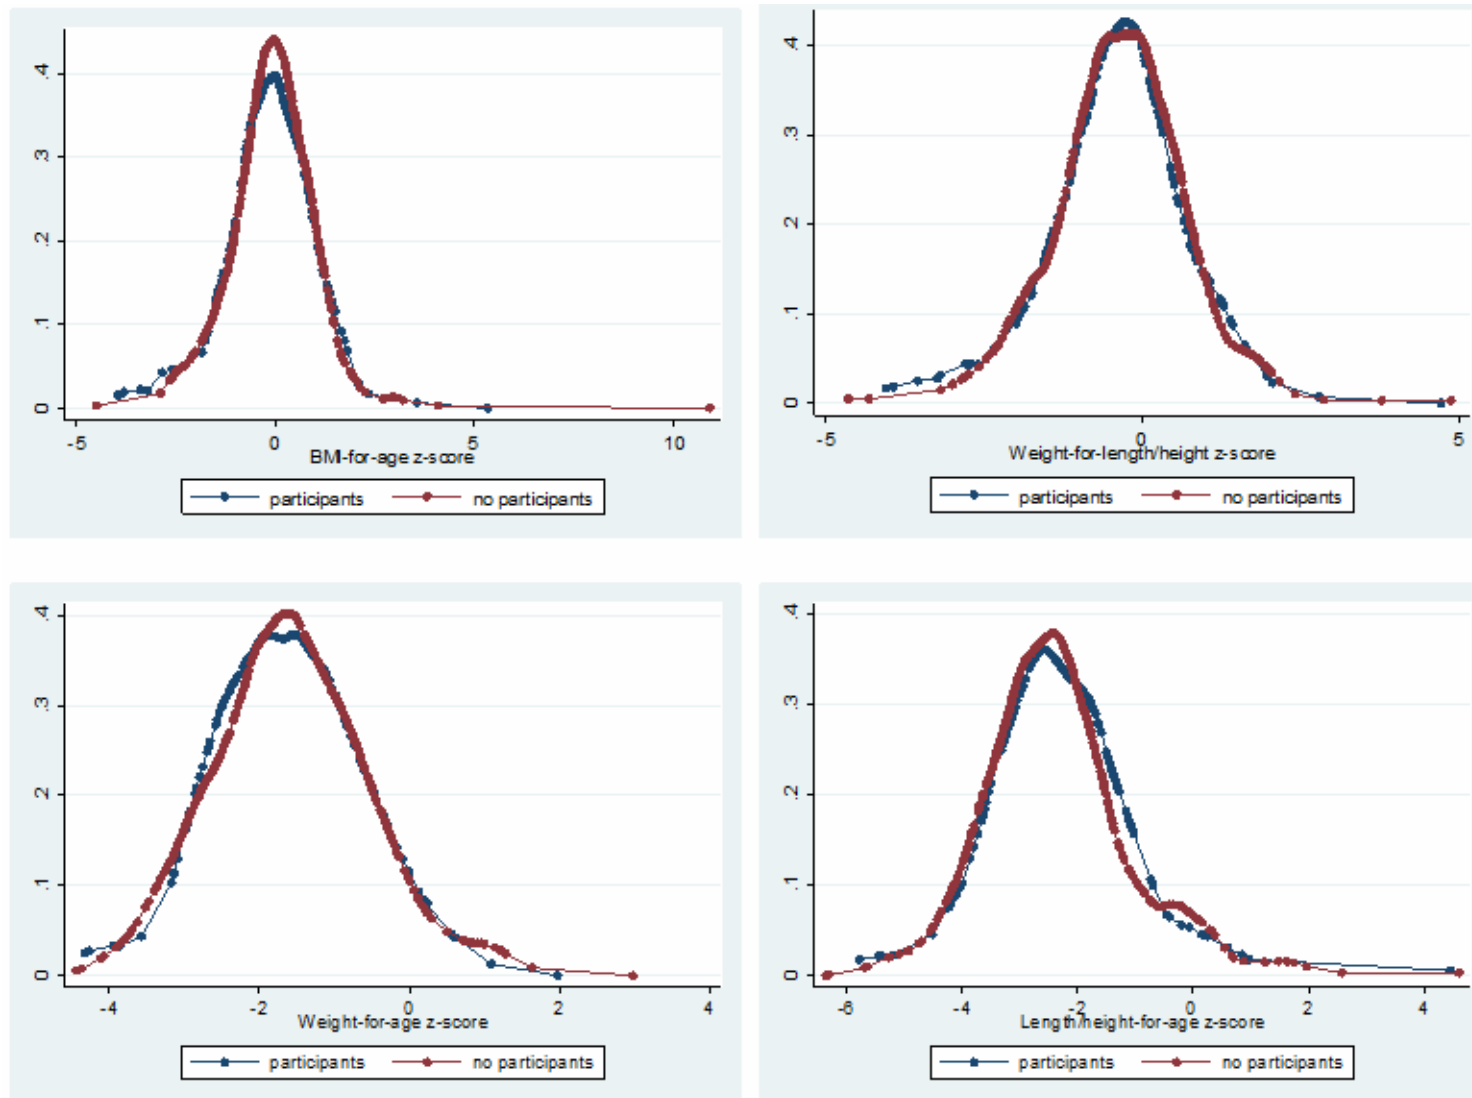 .4
.3
.2
.1
0
-5 0 5 10
BMI-for-age z-score
participants no participants
.4
.3
.2
.1
0
-5 0 5
Weight-for-length/height z-score
participants no participants
.4
.3
.2
.1
0
-4 -2 0 2 4
Weight-for-age z-score
participants no participants
.4
.3
.2
.1
0
-6 -4 -2 0 2 4
Length/height-for-age z-score
participants no participants